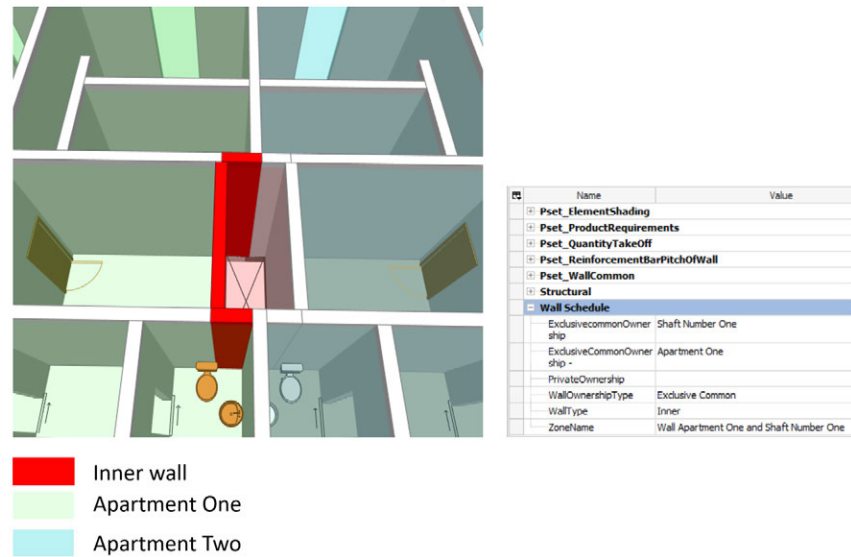 Name Value
Pset_ElementShading
Pset_ProductRequirements
Pset_QuantityTakeOff
Pset_ReinforcementBarPitchOfWall
Pset_WallCommon
Structural
Wall Schedule
ExclusivecommonOwner Shaft Number One
ship
ExclusiveCommonOwner Apartment One
ship -
PrivateOwnership
WallOwnershipType Exclusive Common
WallType Inner
ZoneName Wall Apartment One and Shaft Number One
Inner wall
Apartment One
Apartment Two